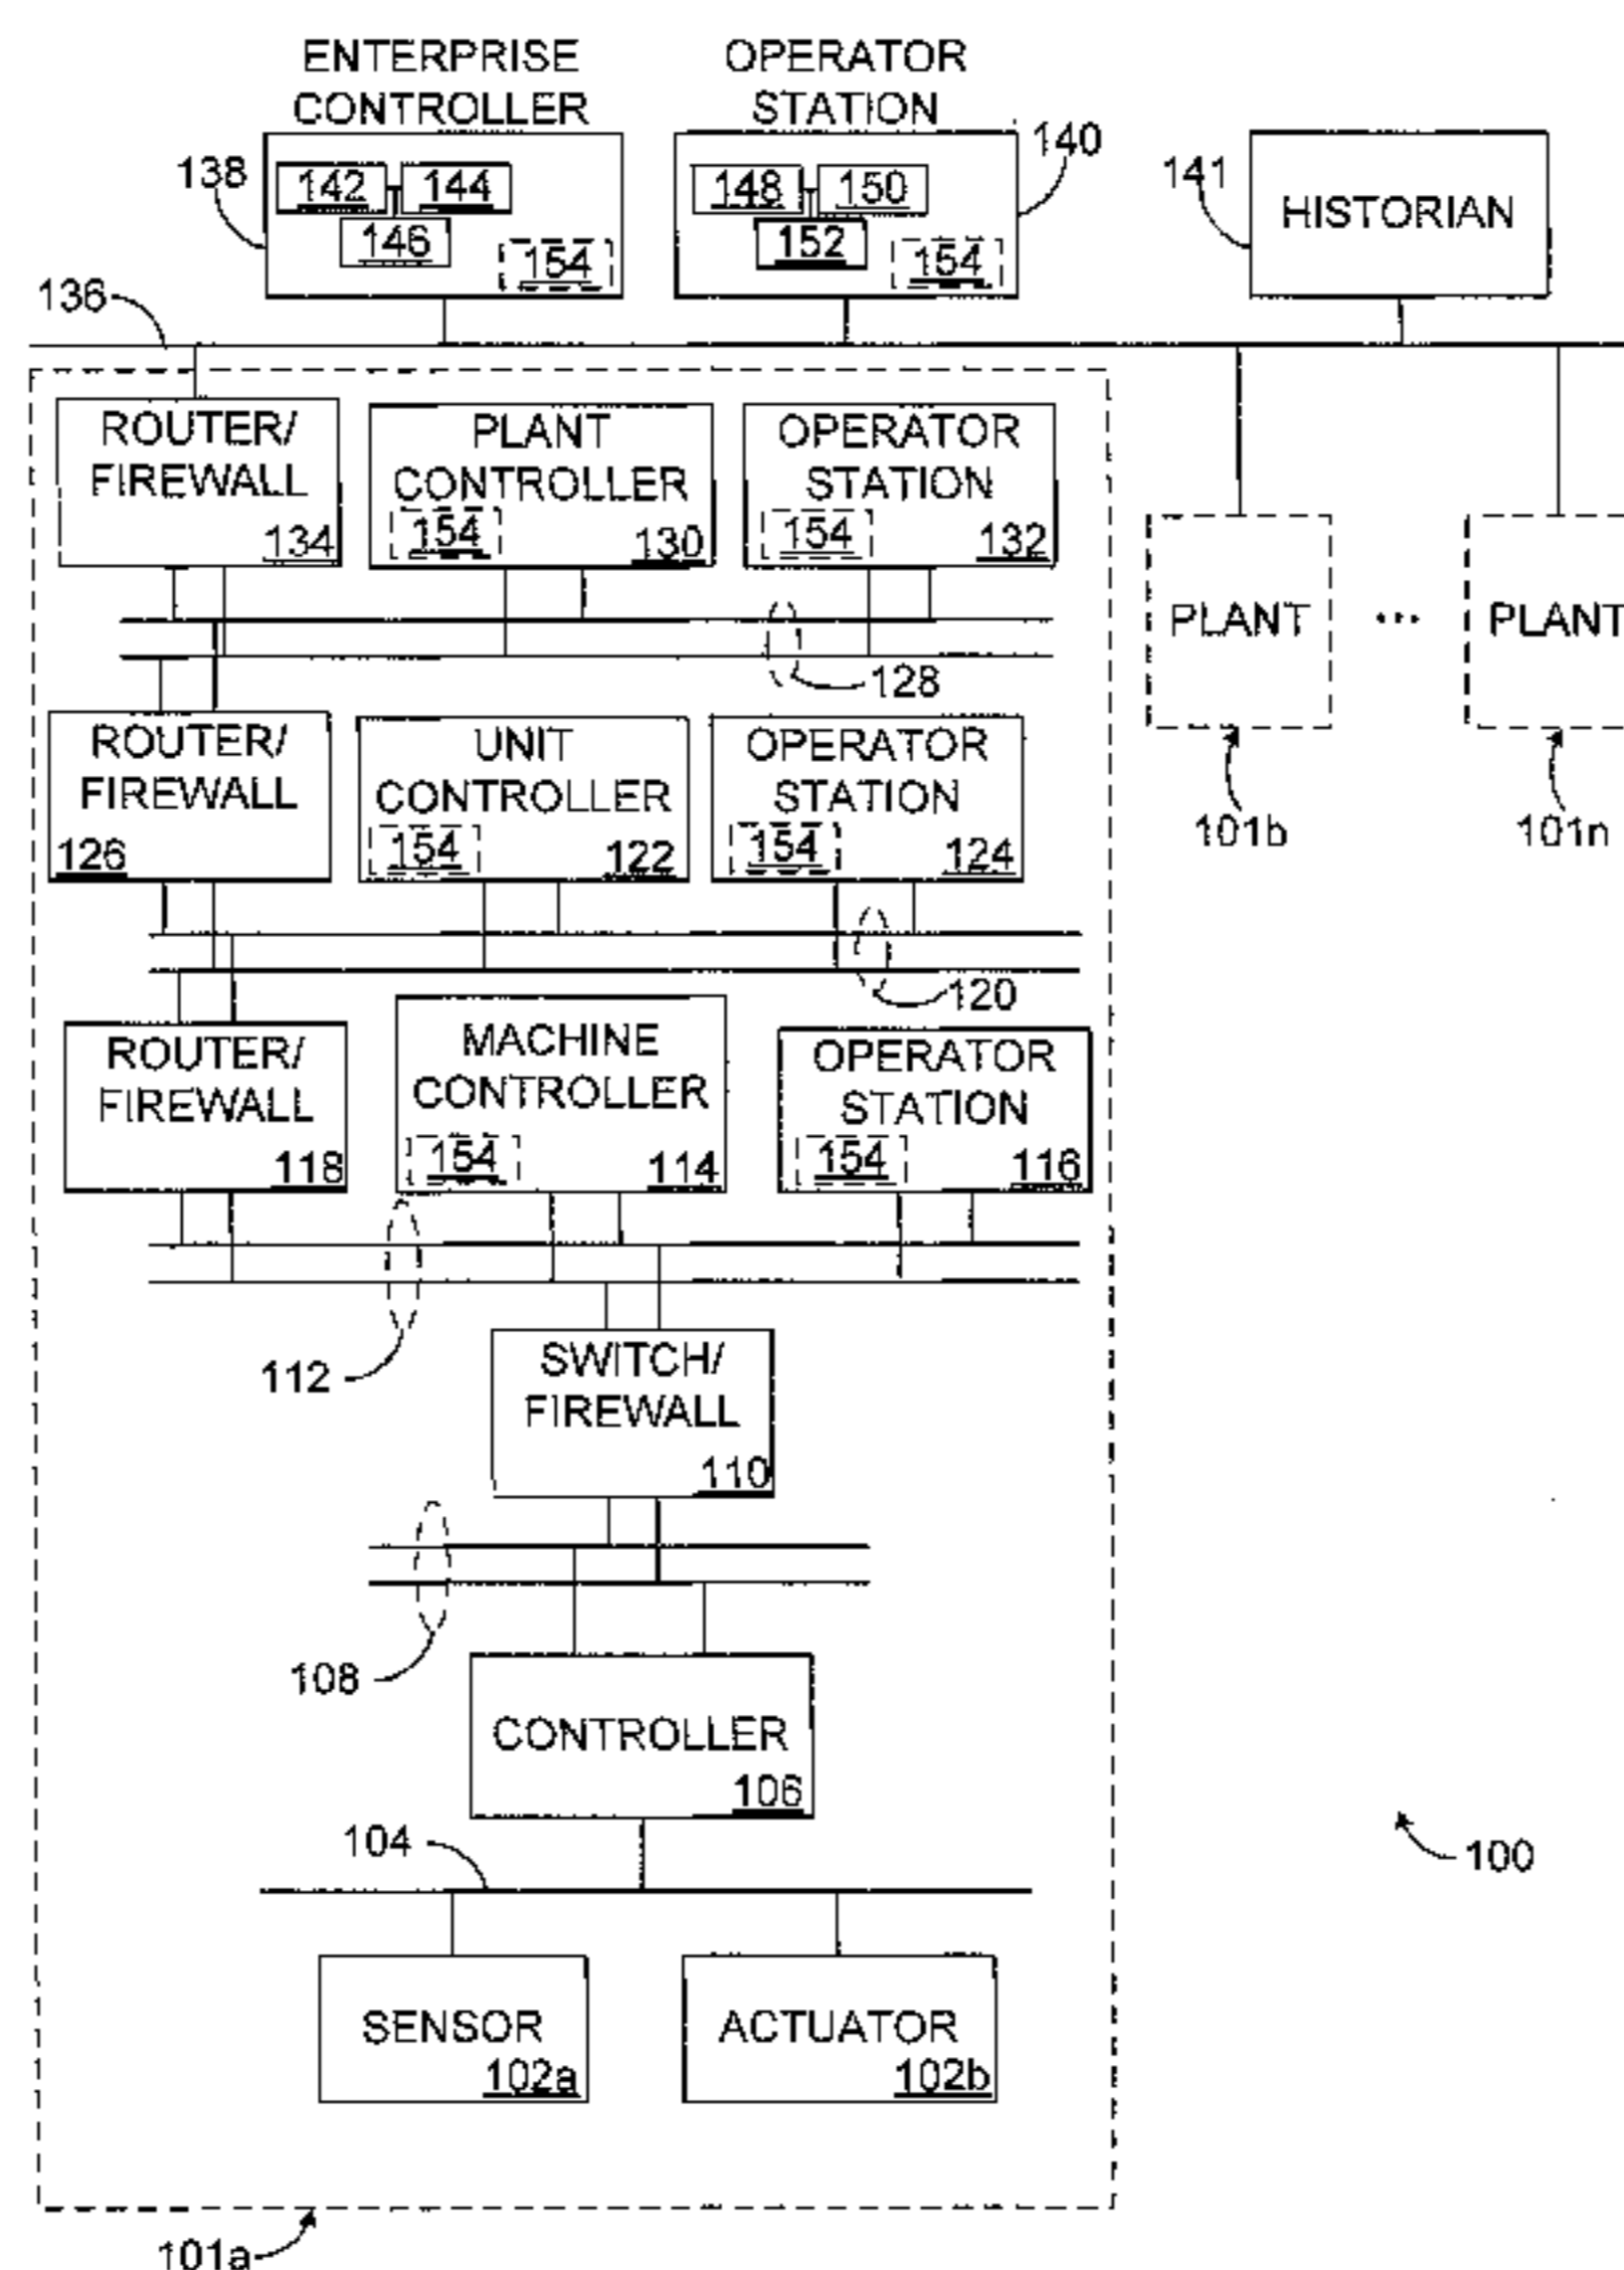 ENTERPRISE
CONTROLLER
OPERATOR
STATION
138
142
144
146
154
148
150
152
154
140
141
HISTORIAN
136
ROUTER/
FIREWALL
134
PLANT
CONTROLLER
154
130
OPERATOR
STATION
154
132
128
PLANT
...
PLANT
101b
101n
ROUTER/
FIREWALL
126
UNIT
CONTROLLER
154
122
OPERATOR
STATION
154
124
120
ROUTER/
FIREWALL
118
MACHINE
CONTROLLER
154
114
OPERATOR
STATION
154
116
112
SWITCH/
FIREWALL
110
108
CONTROLLER
106
104
100
SENSOR
102a
ACTUATOR
102b
101a